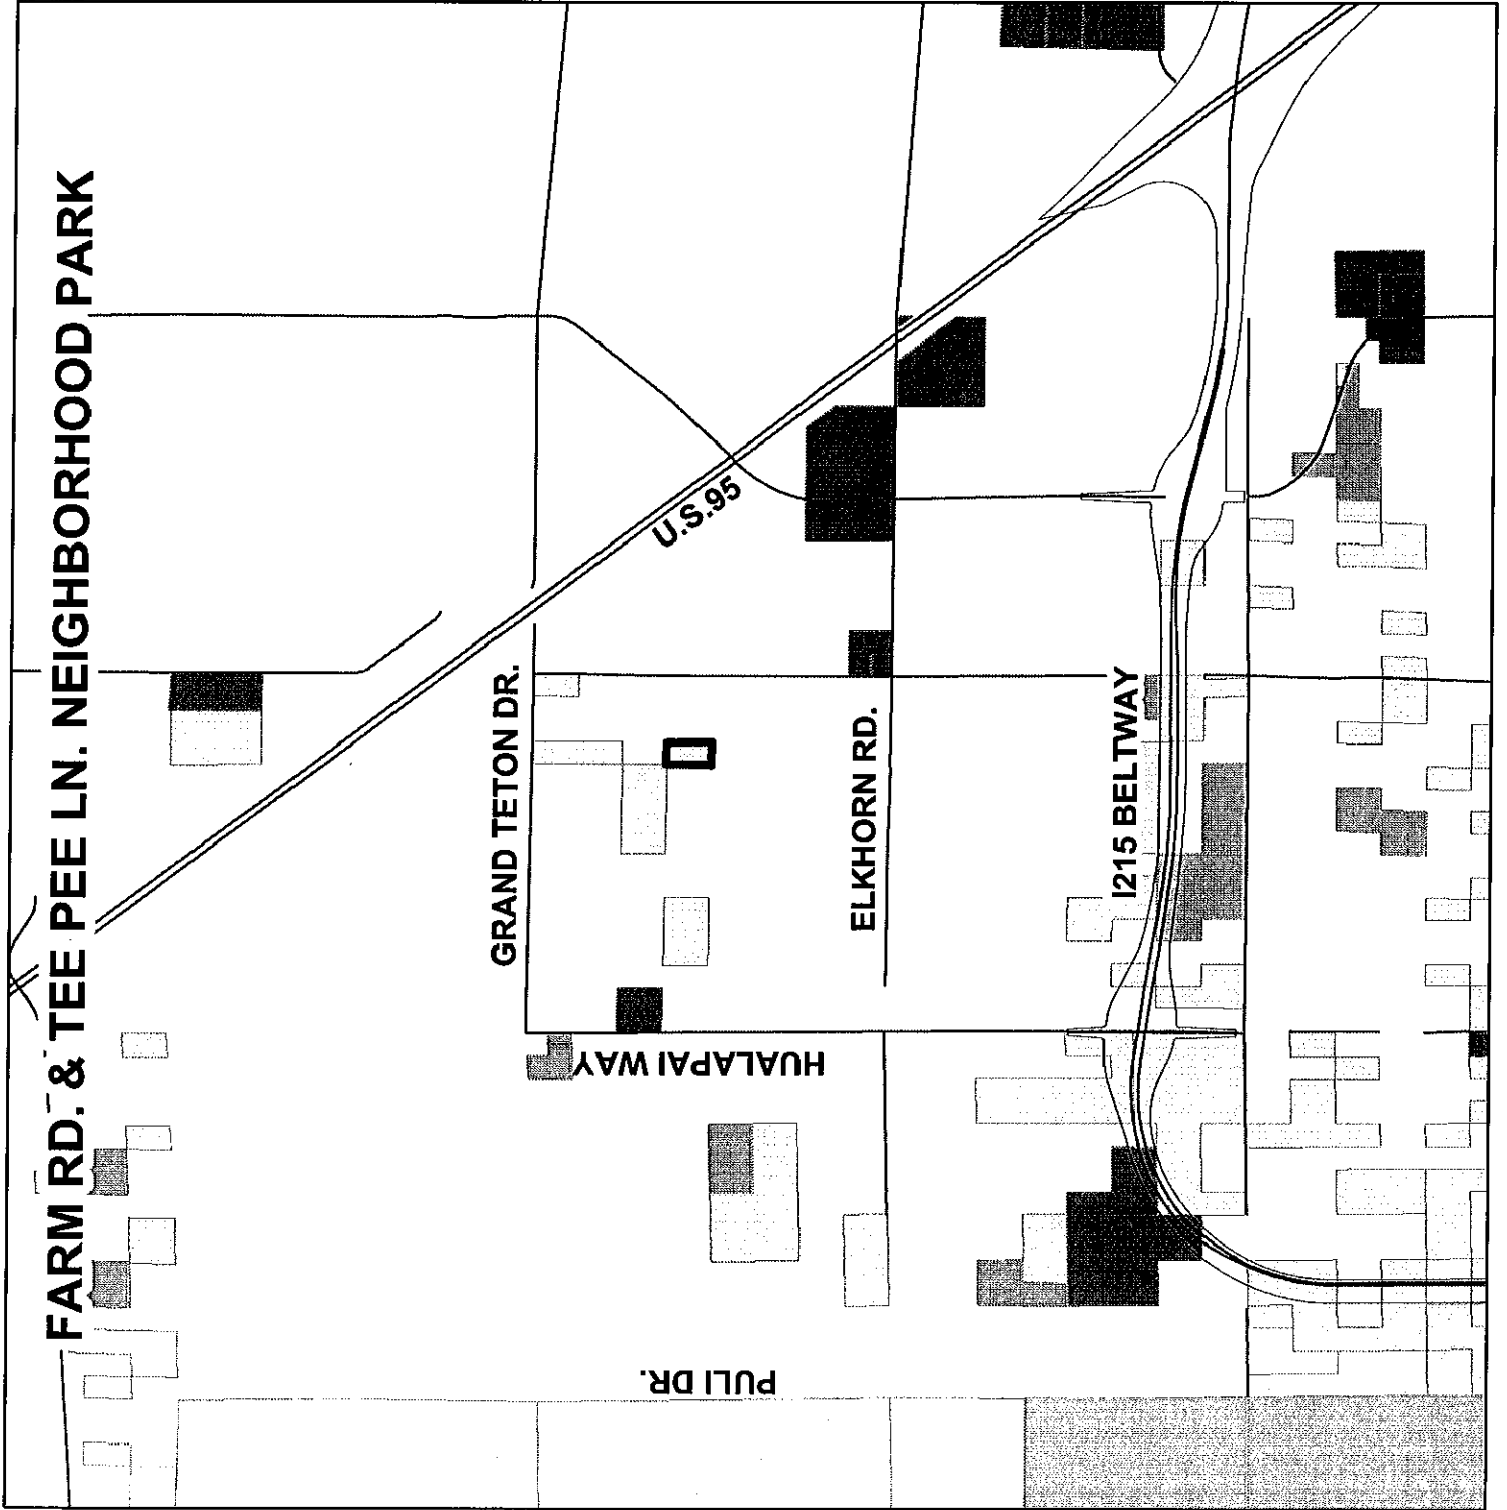 FARM RD. & TEE PEE LN. NEIGHBORHOOD PARK
U.S.95
GRAND TETON DR.
ELKHORN RD.
I215 BELTWAY
HUALAPAI WAY
PULI DR.